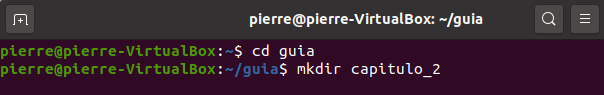 pierre@pierre-VirtualBox: ~/guia
pierre@pierre-VirtualBox:~$ cd guia
pierre@pierre-VirtualBox:~/guia$ mkdir capitulo_2